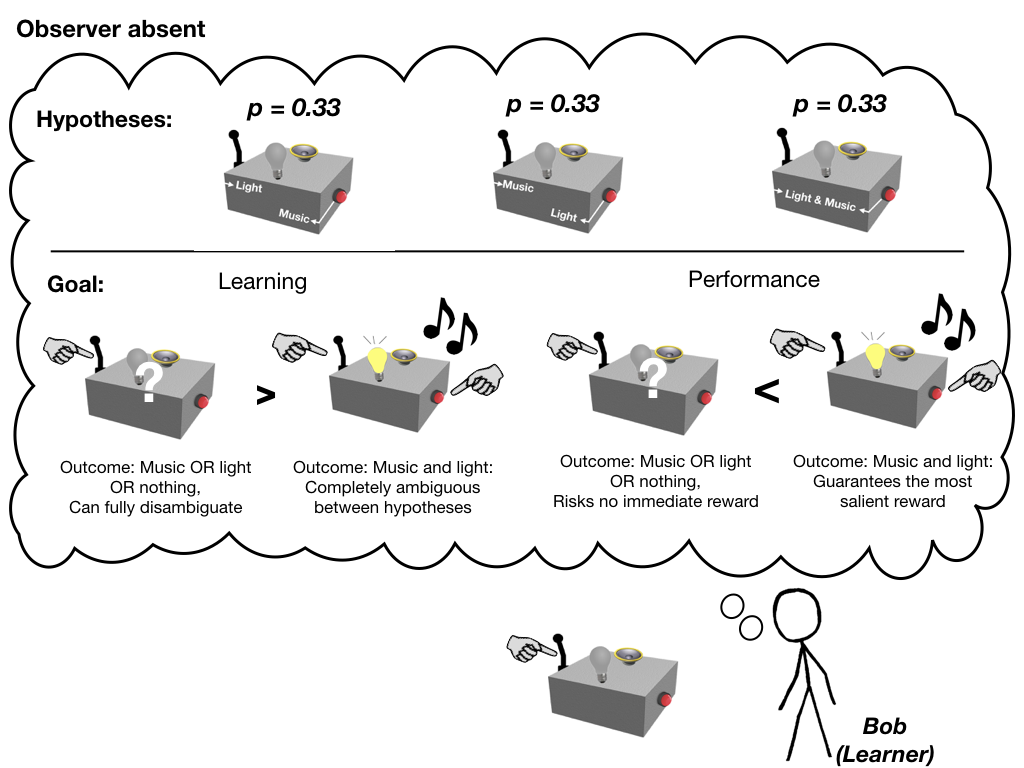 Observer absent
Hypotheses:
p = 0.33
p = 0.33
p = 0.33
Light
Music
Music
Light
Light & Music
Goal:
Learning
Performance
?
>
?
<
Outcome: Music OR light
OR nothing,
Can fully disambiguate
Outcome: Music and light:
Completely ambiguous
between hypotheses
Outcome: Music OR light
OR nothing,
Risks no immediate reward
Outcome: Music and light:
Guarantees the most
salient reward
Bob
(Learner)